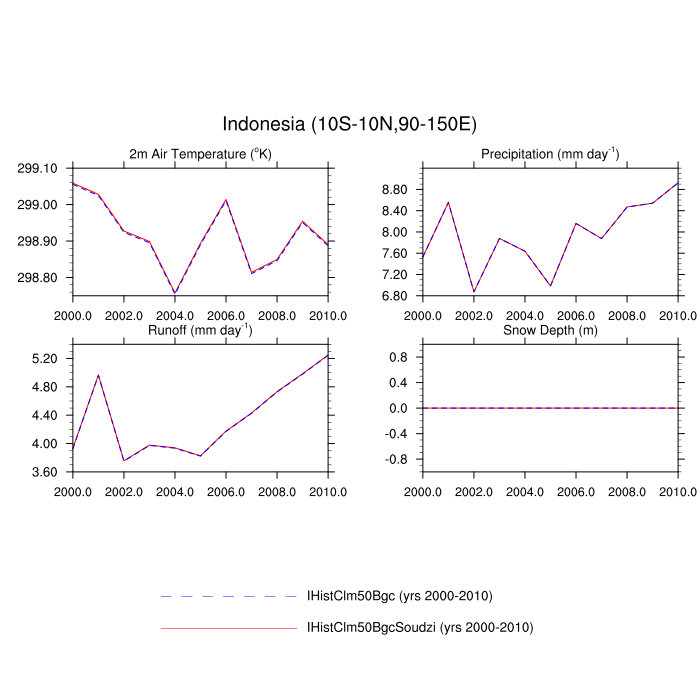 Indonesia (10S-10N,90-150E)
2m Air Temperature (°K)
299.10
299.00
298.90
298.80
2000.0 2002.0 2004.0 2006.0 2008.0 2010.0
Precipitation (mm day-1)
8.80
8.40
8.00
7.60
7.20
6.80
2000.0 2002.0 2004.0 2006.0 2008.0 2010.0
Runoff (mm day-1)
5.20
4.80
4.40
4.00
3.60
2000.0 2002.0 2004.0 2006.0 2008.0 2010.0
Snow Depth (m)
0.8
0.4
0.0
-0.4
-0.8
2000.0 2002.0 2004.0 2006.0 2008.0 2010.0
IHistClm50Bgc (yrs 2000-2010)
IHistClm50BgcSoudzi (yrs 2000-2010)